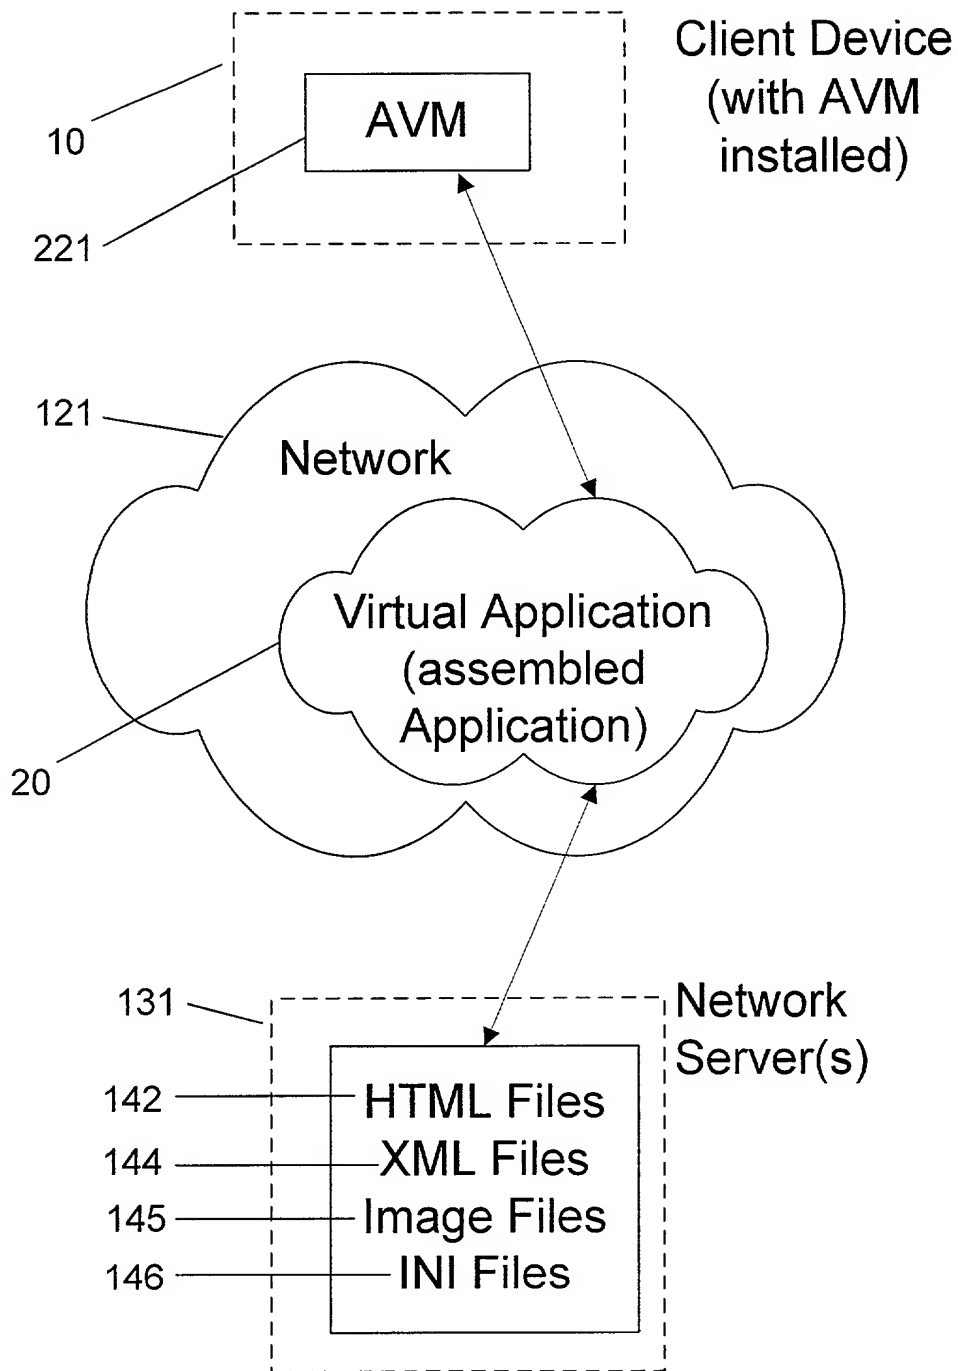 Client Device
(with AVM
installed)
AVM
10
221
121
Network
Virtual Application
(assembled
Application)
20
131
Network
Server(s)
142
HTML Files
144
XML Files
145
Image Files
146
INI Files